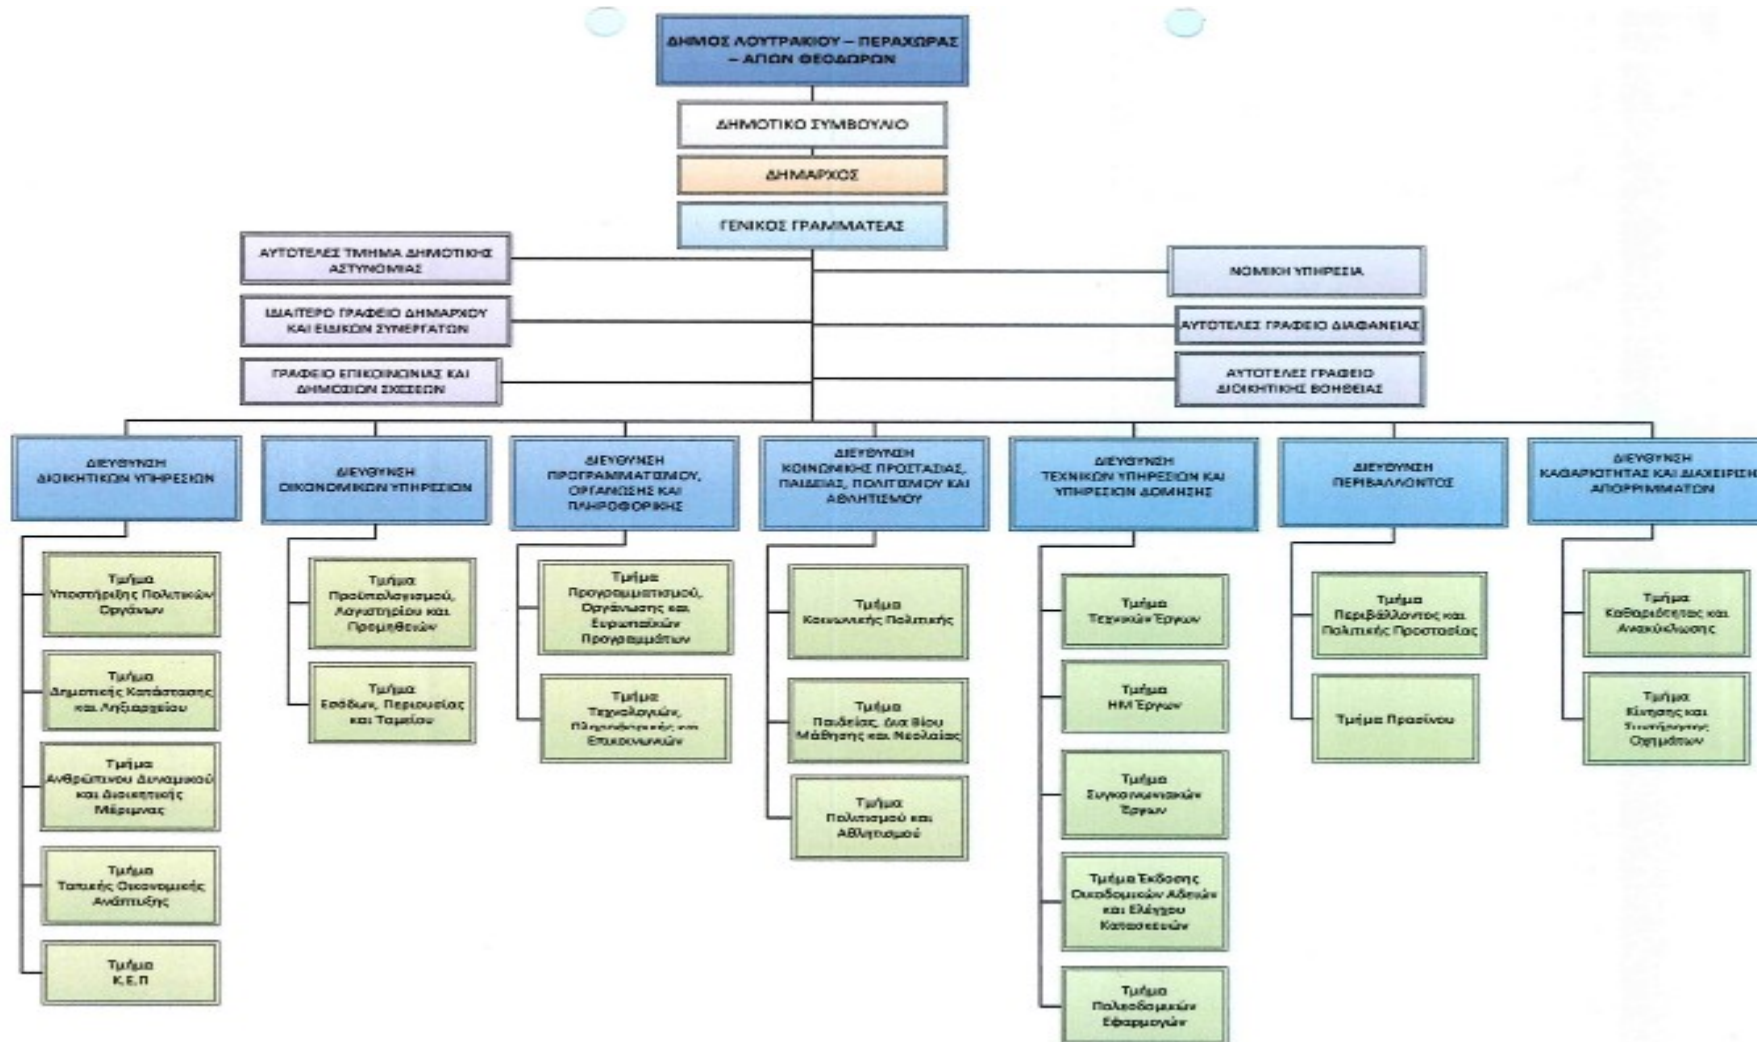 ΔΗΜΟΣ ΛΟΥΤΡΑΚΙΟΥ – ΠΕΡΑΧΩΡΑΣ
– ΑΓΙΩΝ ΘΕΟΔΩΡΩΝ
ΔΗΜΟΤΙΚΟ ΣΥΜΒΟΥΛΙΟ
ΔΗΜΑΡΧΟΣ
ΓΕΝΙΚΟΣ ΓΡΑΜΜΑΤΕΑΣ
ΑΥΤΟΤΕΛΕΣ ΤΜΗΜΑ ΔΗΜΟΤΙΚΗΣ
ΑΣΤΥΝΟΜΙΑΣ
ΙΔΙΑΙΤΕΡΟ ΓΡΑΦΕΙΟ ΔΗΜΑΡΧΟΥ
ΚΑΙ ΕΙΔΙΚΩΝ ΣΥΝΕΡΓΑΤΩΝ
ΓΡΑΦΕΙΟ ΕΠΙΚΟΙΝΩΝΙΑΣ ΚΑΙ
ΔΗΜΟΣΙΩΝ ΣΧΕΣΕΩΝ
ΝΟΜΙΚΗ ΥΠΗΡΕΣΙΑ
ΑΥΤΟΤΕΛΕΣ ΓΡΑΦΕΙΟ ΔΙΑΦΑΝΕΙΑΣ
ΑΥΤΟΤΕΛΕΣ ΓΡΑΦΕΙΟ
ΔΙΟΙΚΗΤΙΚΗΣ ΒΟΗΘΕΙΑΣ
ΔΙΕΥΘΥΝΣΗ
ΔΙΟΙΚΗΤΙΚΩΝ ΥΠΗΡΕΣΙΩΝ
Τμήμα
Υποστήριξης Πολιτικών
Οργάνων
Τμήμα
Δημοτικής Κατάστασης
και Ληξιαρχείου
Τμήμα
Ανθρώπινου Δυναμικού
και Διοικητικής
Μέριμνας
Τμήμα
Τοπικής Οικονομικής
Ανάπτυξης
Τμήμα
Κ.Ε.Π
ΔΙΕΥΘΥΝΣΗ
ΟΙΚΟΝΟΜΙΚΩΝ ΥΠΗΡΕΣΙΩΝ
Τμήμα
Προϋπολογισμού,
Λογιστηρίου και
Προμηθειών
Τμήμα
Εσόδων, Περιουσίας
και Ταμείου
ΔΙΕΥΘΥΝΣΗ
ΠΡΟΓΡΑΜΜΑΤΙΣΜΟΥ,
ΟΡΓΑΝΩΣΗΣ ΚΑΙ
ΠΛΗΡΟΦΟΡΙΚΗΣ
Τμήμα
Προγραμματισμού,
Οργάνωσης και
Ευρωπαϊκών
Προγραμμάτων
Τμήμα
Τεχνολογιών,
Πληροφορικής και
Επικοινωνιών
ΔΙΕΥΘΥΝΣΗ
ΚΟΙΝΩΝΙΚΗΣ ΠΡΟΣΤΑΣΙΑΣ,
ΠΑΙΔΕΙΑΣ, ΠΟΛΙΤΙΣΜΟΥ ΚΑΙ
ΑΘΛΗΤΙΣΜΟΥ
Τμήμα
Κοινωνικής Πολιτικής
Τμήμα
Παιδείας, Δια Βίου
Μάθησης και Νεολαίας
Τμήμα
Πολιτισμού και
Αθλητισμού
ΔΙΕΥΘΥΝΣΗ
ΤΕΧΝΙΚΩΝ ΥΠΗΡΕΣΙΩΝ ΚΑΙ
ΥΠΗΡΕΣΙΩΝ ΔΟΜΗΣΗΣ
Τμήμα
Τεχνικών Έργων
Τμήμα
ΗΜ Έργων
Τμήμα
Συγκοινωνιακών
Έργων
Τμήμα Έκδοσης
Οικοδομικών Αδειών
και Ελέγχου
Κατασκευών
Τμήμα
Πολεοδομικών
Εφαρμογών
ΔΙΕΥΘΥΝΣΗ
ΠΕΡΙΒΑΛΛΟΝΤΟΣ
Τμήμα
Περιβάλλοντος και
Πολιτικής Προστασίας
Τμήμα Πρασίνου
ΔΙΕΥΘΥΝΣΗ
ΚΑΘΑΡΙΟΤΗΤΑΣ ΚΑΙ ΔΙΑΧΕΙΡΙΣΗ
ΑΠΟΡΡΙΜΜΑΤΩΝ
Τμήμα
Καθαριότητας και
Ανακύκλωσης
Τμήμα
Κίνησης και
Συντήρησης
Οχημάτων